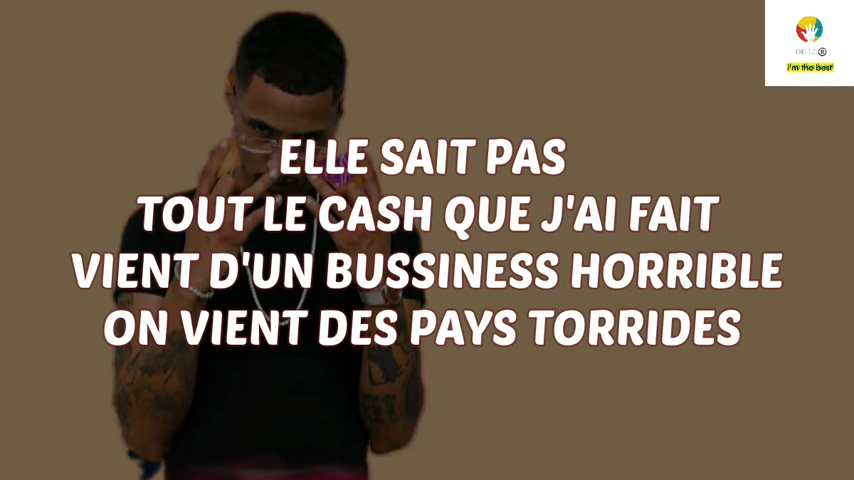 i'm the best
ELLE SAIT PAS
TOUT LE CASH QUE J'AI FAIT
VIENT D'UN BUSSINESS HORRIBLE
ON VIENT DES PAYS TORRIDES